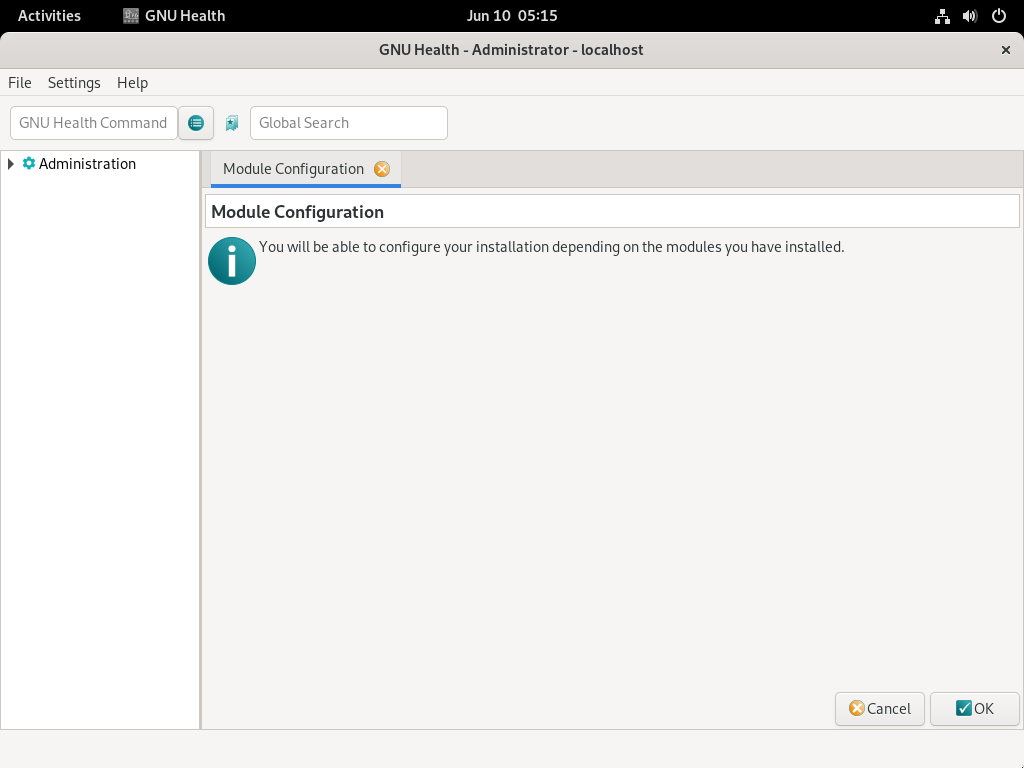 Activities GNU Health Jun 10 05:15
GNU Health - Administrator - localhost
File Settings Help
GNU Health Command Global Search
Administration
Module Configuration
Module Configuration
You will be able to configure your installation depending on the modules you have installed.
Cancel OK